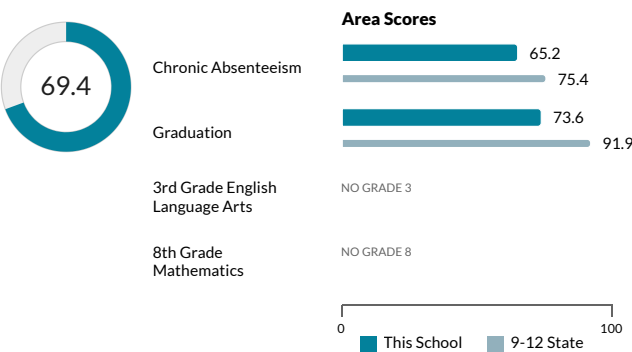 Area Scores
69.4
Chronic Absenteeism
65.2
75.4
Graduation
73.6
91.9
3rd Grade English
Language Arts
NO GRADE 3
8th Grade
Mathematics
NO GRADE 8
0
100
This School
9-12 State